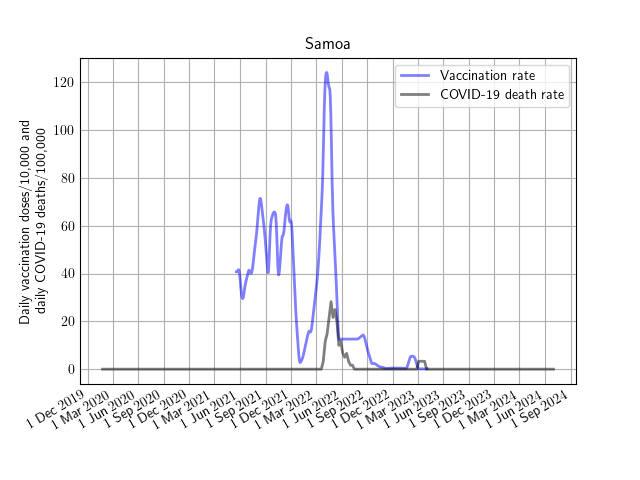 Samoa
Vaccination rate
COVID-19 death rate
Daily vaccination doses/10,000 and
daily COVID-19 deaths/100,000
120
100
80
60
40
20
0
1 Dec 2019
1 Mar 2020
1 Jun 2020
1 Sep 2020
1 Dec 2020
1 Mar 2021
1 Jun 2021
1 Sep 2021
1 Dec 2021
1 Mar 2022
1 Jun 2022
1 Sep 2022
1 Dec 2022
1 Mar 2023
1 Jun 2023
1 Sep 2023
1 Dec 2023
1 Mar 2024
1 Jun 2024
1 Sep 2024